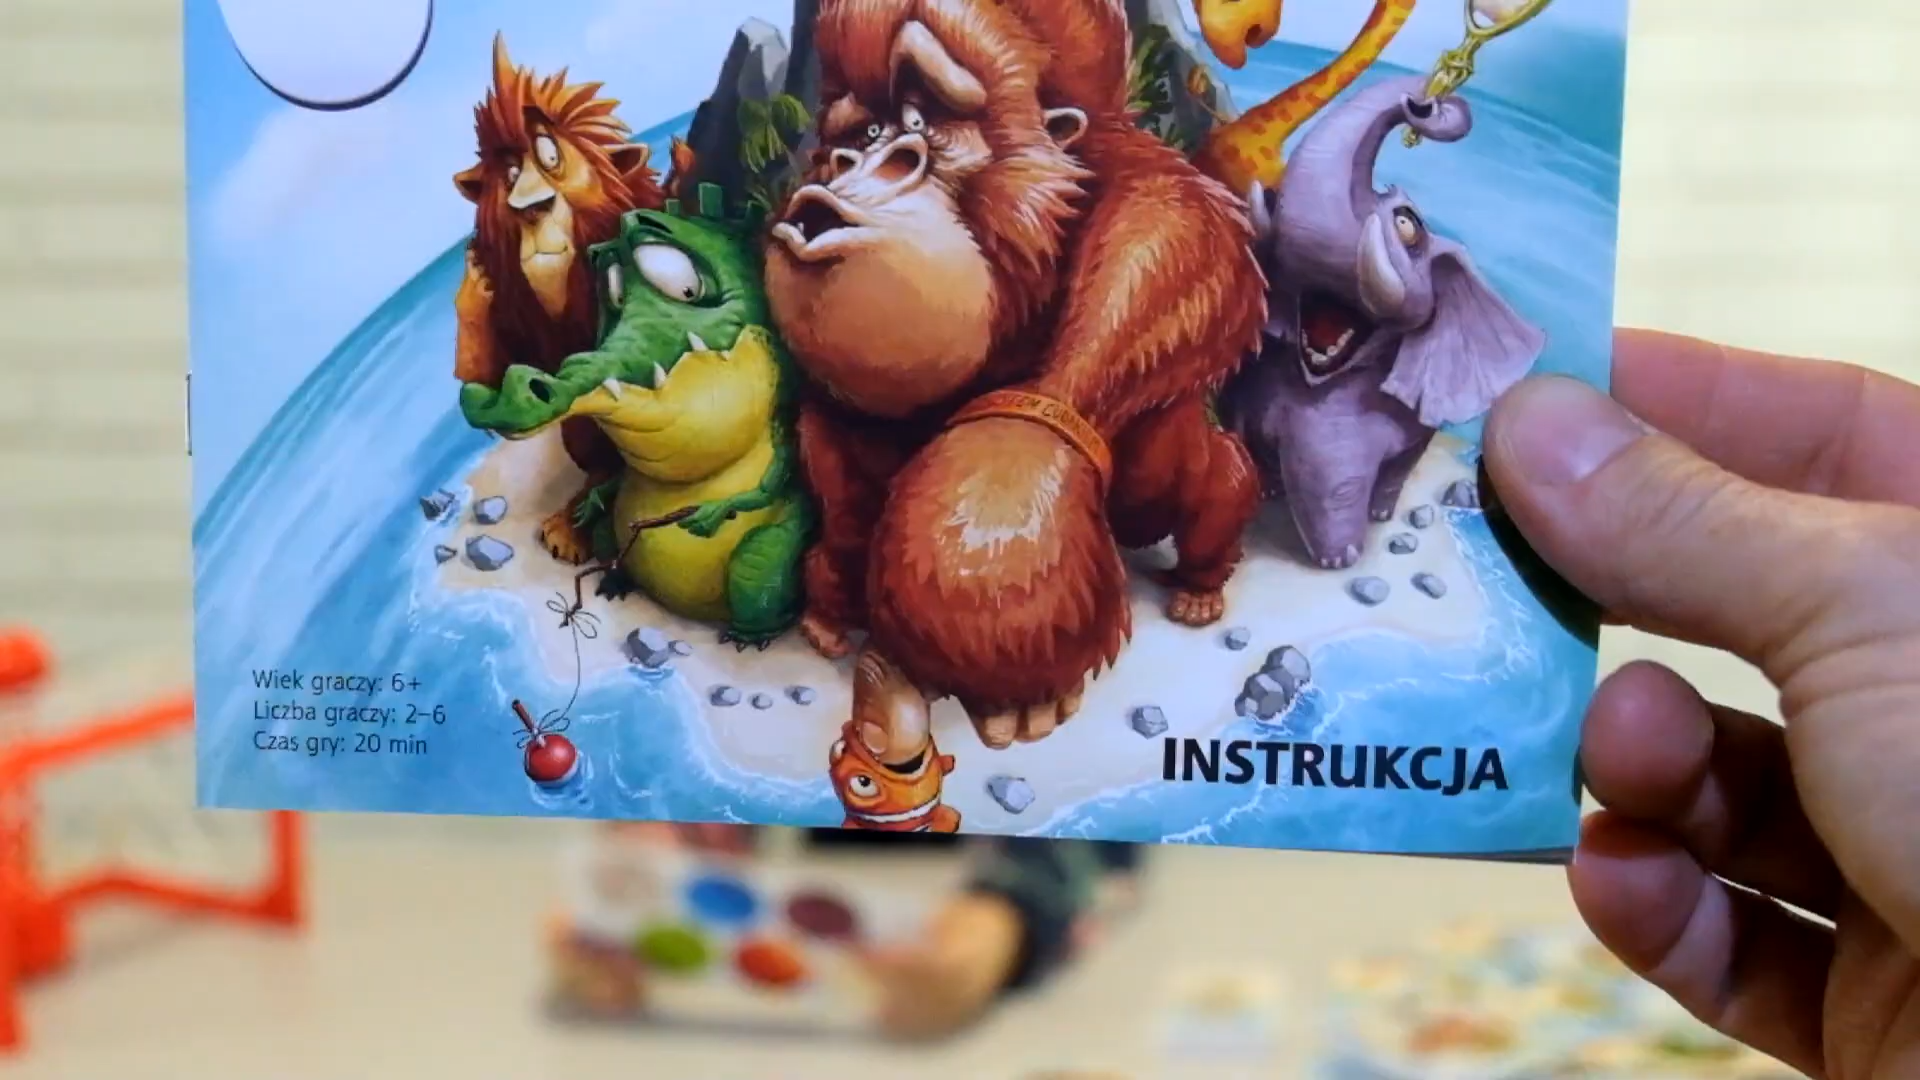 Wiek graczy: 6+
Liczba graczy: 2–6
Czas gry: 20 min
INSTRUKCJA